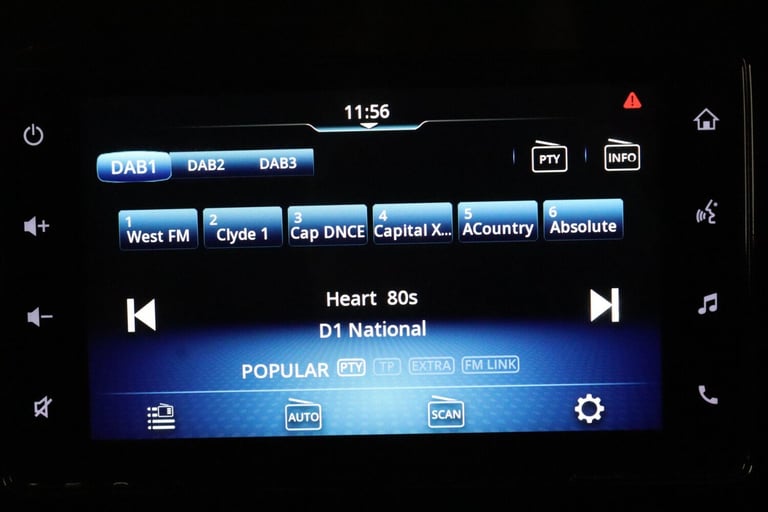 11:56
DAB1 DAB2 DAB3 PTY INFO
1 West FM
2 Clyde 1
3 Cap DNCE
4 Capital X...
5 ACountry
6 Absolute
Heart 80s
D1 National
POPULAR PTY TP EXTRA FM LINK
AUTO SCAN